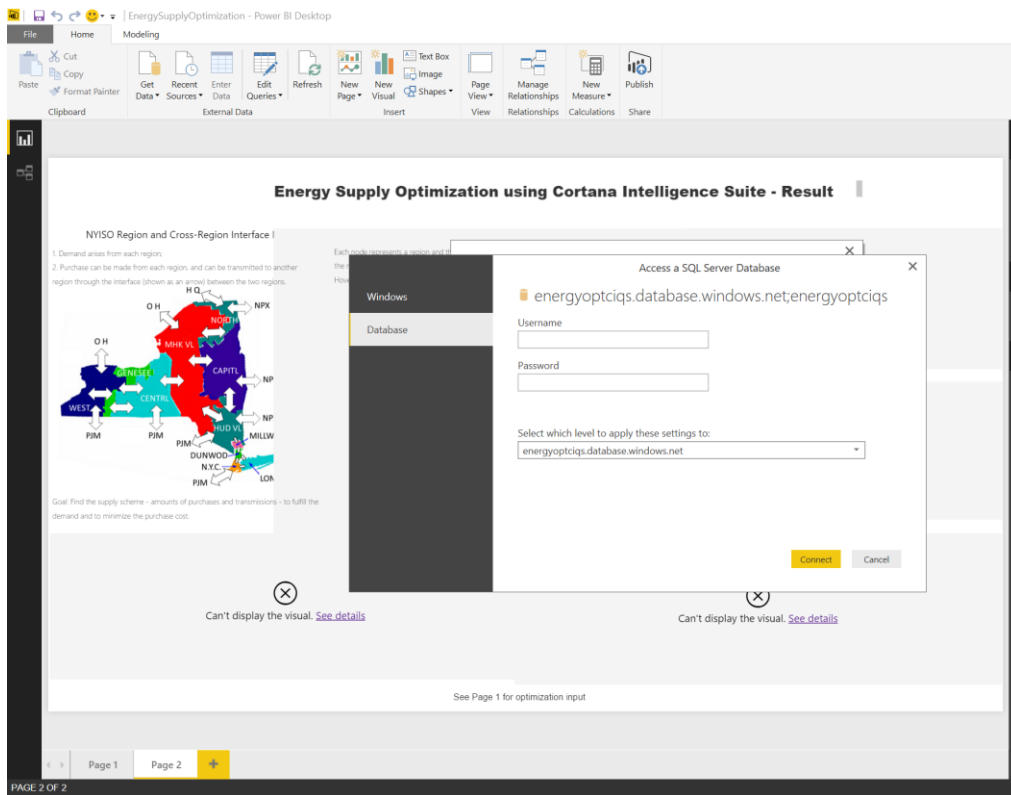 EnergySupplyOptimization - Power BI Desktop
File Home Modeling
Paste
Cut
Copy
Format Painter
Get Data
Recent Sources
Enter Data
Edit Queries
Refresh
New Page
New Visual
Text Box
Image
Shapes
Page View
Manage Relationships
New Measure
Publish
Clipboard External Data Insert View Relationships Calculations Share
Energy Supply Optimization using Cortana Intelligence Suite - Result
NYISO Region and Cross-Region Interface
1. Demand arises from each region;
2. Purchase can be made from each region, and can be transmitted to another
region through the interface (shown as an arrow) between the two regions.
Each node represents a region and
H Q
O H
NPX
NORTH
O H
MHK VL
GENESEE
CAPITL
NP
WEST
CENTRL
NP
PJM
PJM
PJM
HUD VL
MILLW
DUNWOD
N.Y.C.
PJM
LON
Goal: Find the supply scheme - amounts of purchases and transmissions - to fulfill the
demand and to minimize the purchase cost.
Access a SQL Server Database
Windows
Database
energyoptciqs.database.windows.net;energyoptciqs
Username
Password
Select which level to apply these settings to:
energyoptciqs.database.windows.net
Connect Cancel
Can't display the visual. See details
Can't display the visual. See details
See Page 1 for optimization input
Page 1 Page 2 +
PAGE 2 OF 2